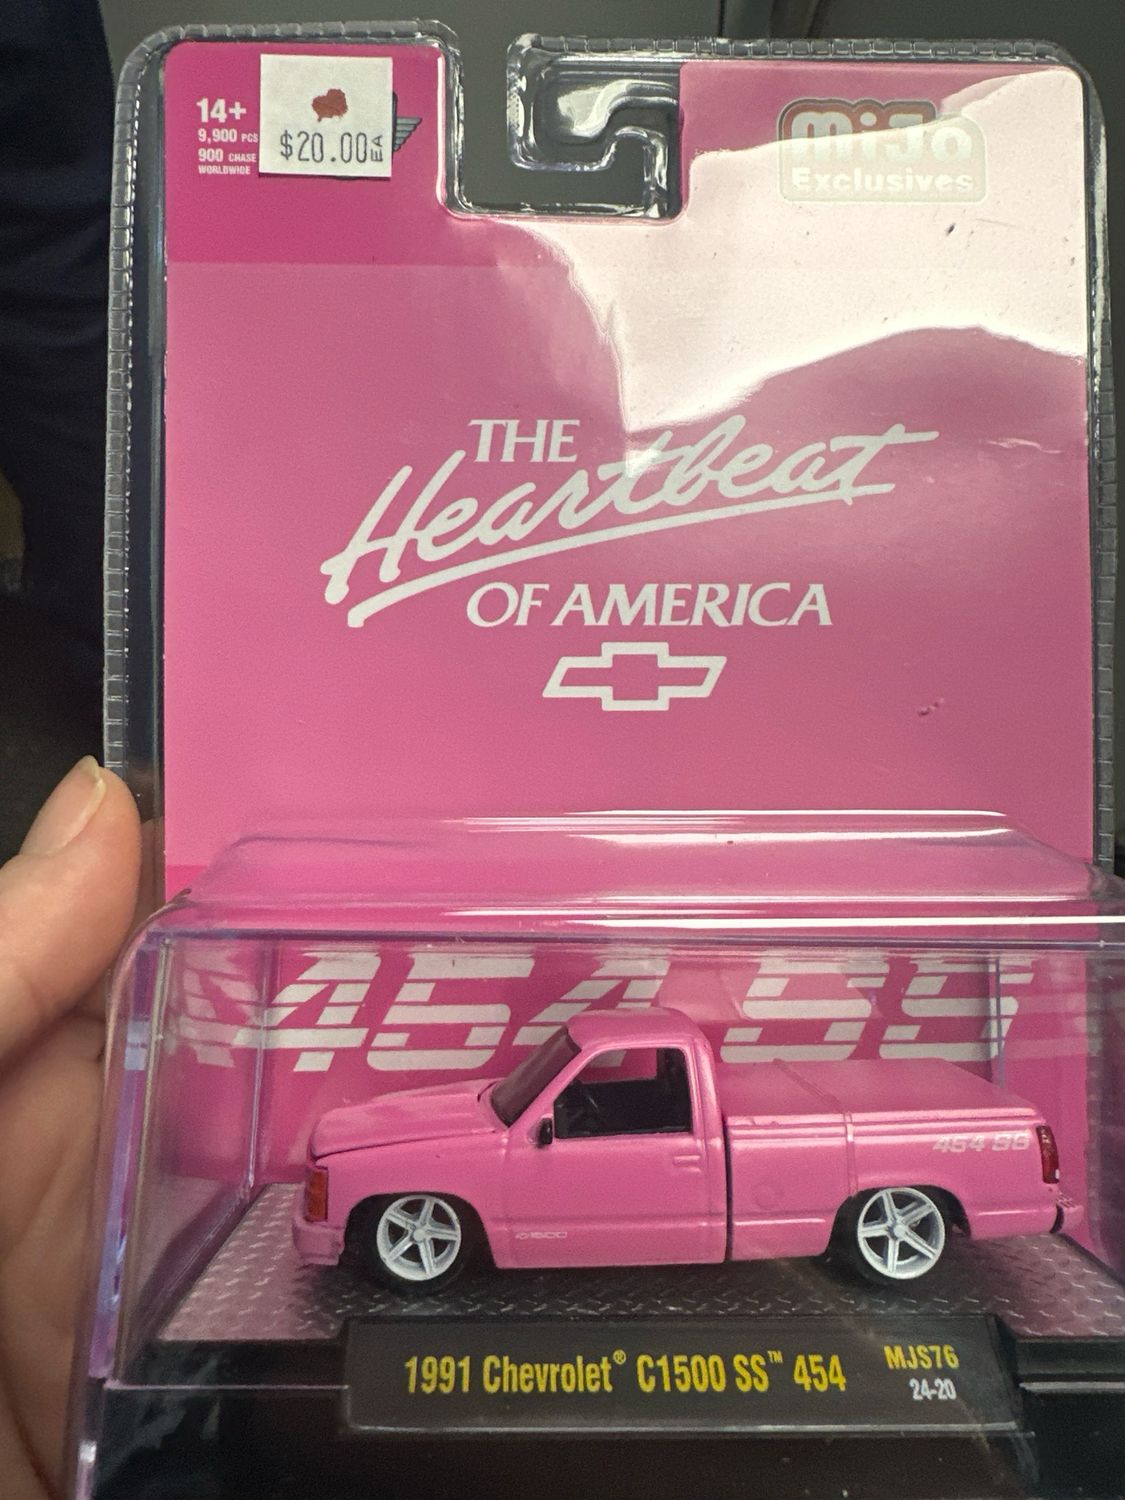 14+
9,900 PCS
900 CHASE
WORLDWIDE
$20.00EA
MiJo
Exclusives
THE
Heartbeat
OF AMERICA
454 SS
454 SS
1500
1991 Chevrolet® C1500 SS™ 454
MJS76
24-20